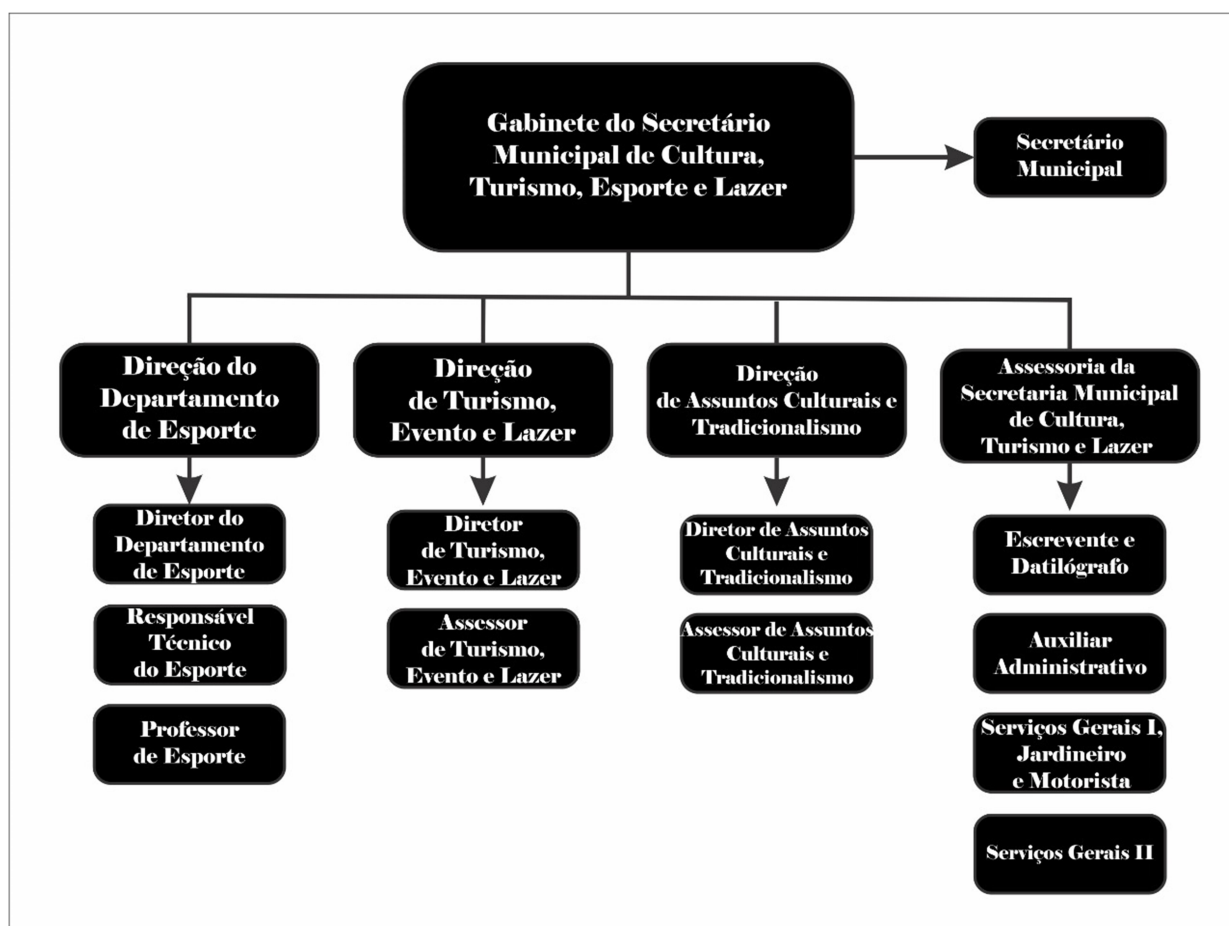 Gabinete do Secretário
Municipal de Cultura,
Turismo, Esporte e Lazer
Secretário
Municipal
Direção do
Departamento
de Esporte
Direção
de Turismo,
Evento e Lazer
Direção
de Assuntos Culturais e
Tradicionalismo
Assessoria da
Secretaria Municipal
de Cultura,
Turismo e Lazer
Diretor do
Departamento
de Esporte
Responsável
Técnico
do Esporte
Professor
de Esporte
Diretor
de Turismo,
Evento e Lazer
Assessor
de Turismo,
Evento e Lazer
Diretor de Assuntos
Culturais e
Tradicionalismo
Assessor de Assuntos
Culturais e
Tradicionalismo
Escrevente e
Datilógrafo
Auxiliar
Administrativo
Serviços Gerais I,
Jardineiro
e Motorista
Serviços Gerais II